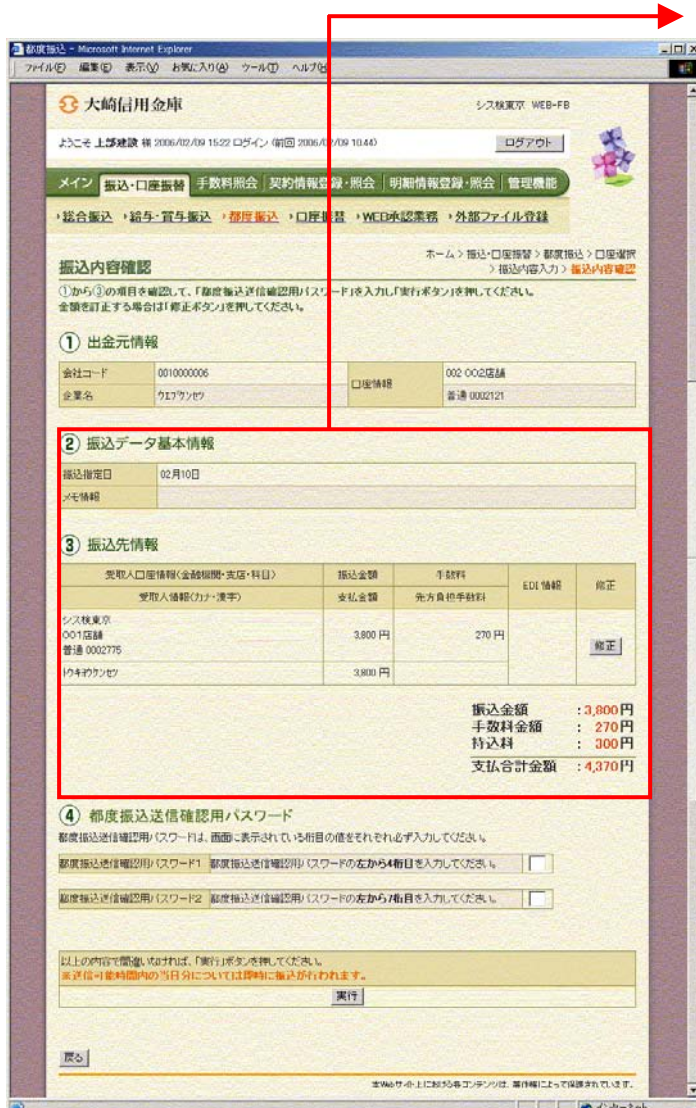 都度振込 - Microsoft Internet Explorer
ファイル(F) 編集(E) 表示(V) お気に入り(A) ツール(T) ヘルプ(H)
大崎信用金庫
シス検東京 WEB-FB
ようこそ 上部建設 様 2006/02/09 15:22 ログイン (前回 2006/02/09 10:44)
ログアウト
メイン 振込・口座振替 手数料照会 契約情報登録・照会 明細情報登録・照会 管理機能
総合振込 給与・賞与振込 都度振込 口座振替 WEB承認業務 外部ファイル登録
振込内容確認
ホーム > 振込・口座振替 > 都度振込 > 口座選択
> 振込内容入力 > 振込内容確認
①から③の項目を確認して、「都度振込送信確認用パスワード」を入力し「実行ボタン」を押してください。
金額を訂正する場合は「修正ボタン」を押してください。
① 出金元情報
会社コード 0010000006 口座情報 002 002店舗
企業名 ウエブケンセツ 普通 0002121
② 振込データ基本情報
振込指定日 02月10日
メモ情報
③ 振込先情報
受取人口座情報(金融機関・支店・科目) 振込金額 手数料 EDI情報 修正
受取人情報(カナ・漢字) 支払金額 先方負担手数料
シス検東京
001店舗
普通 0002775
3,800 円 270 円 修正
トウキヨウケンセツ 3,800 円
振込金額 :3,800円
手数料金額 : 270円
持込料 : 300円
支払合計金額 :4,370円
④ 都度振込送信確認用パスワード
都度振込送信確認用パスワードは、画面に表示されている桁目の値をそれぞれ必ず入力してください。
都度振込送信確認用パスワード1 都度振込送信確認用パスワードの左から4桁目を入力してください。
都度振込送信確認用パスワード2 都度振込送信確認用パスワードの左から7桁目を入力してください。
以上の内容で間違いなければ、「実行」ボタンを押してください。
※送信可能時間内の当日分については即時に振込が行われます。
実行
戻る
本Webサイト上における各コンテンツは、著作権によって保護されています。
インターネット